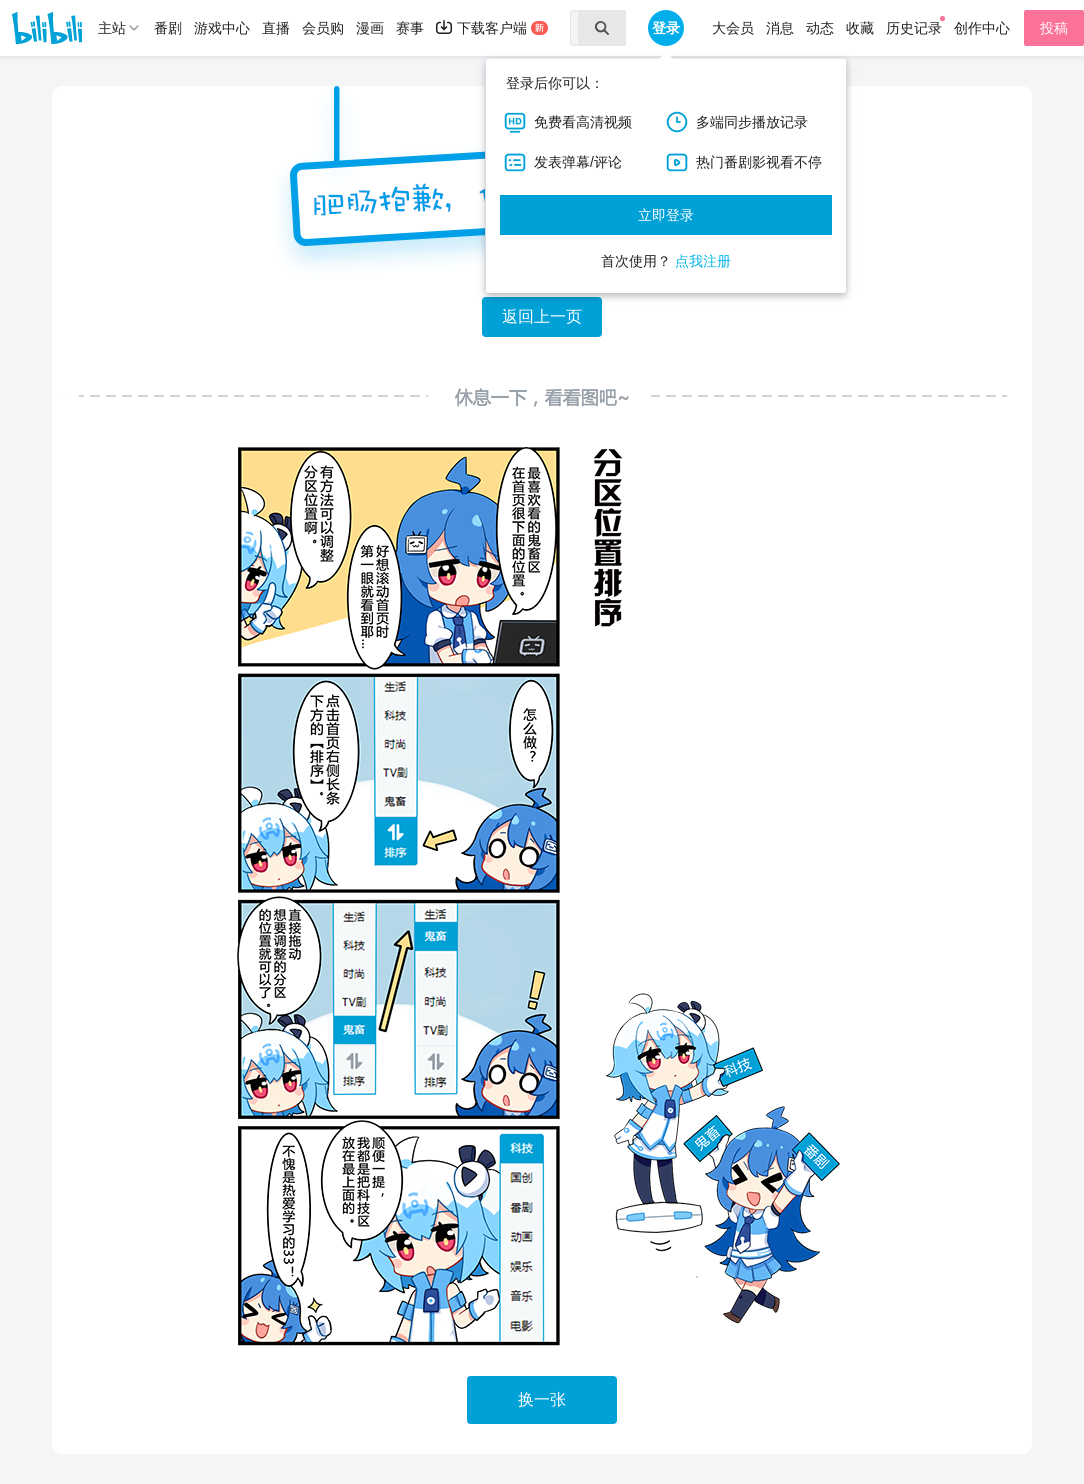 bilibili
主站
番剧
游戏中心
直播
会员购
漫画
赛事
下载客户端
新
登录
大会员
消息
动态
收藏
历史记录
创作中心
投稿
登录后你可以：
HD
免费看高清视频
多端同步播放记录
发表弹幕/评论
热门番剧影视看不停
立即登录
首次使用？
点我注册
肥肠抱歉，
返回上一页
休息一下，看看图吧~
分区位置排序
最喜欢看的鬼畜区
在首页很下面的位置。
好想滚动首页时
第一眼就看到耶…
有方法可以调整
分区位置啊。
怎么做？
点击首页右侧长条
下方的【排序】。
生活
科技
时尚
TV剧
鬼畜
排序
直接拖动
想要调整的分区
的位置就可以了。
生活
科技
时尚
TV剧
鬼畜
排序
生活
鬼畜
科技
时尚
TV剧
排序
顺便一提，
我都是把科技区
放在最上面的。
不愧是热爱学习的33！
科技
国创
番剧
动画
娱乐
音乐
电影
科技
鬼畜
番剧
换一张